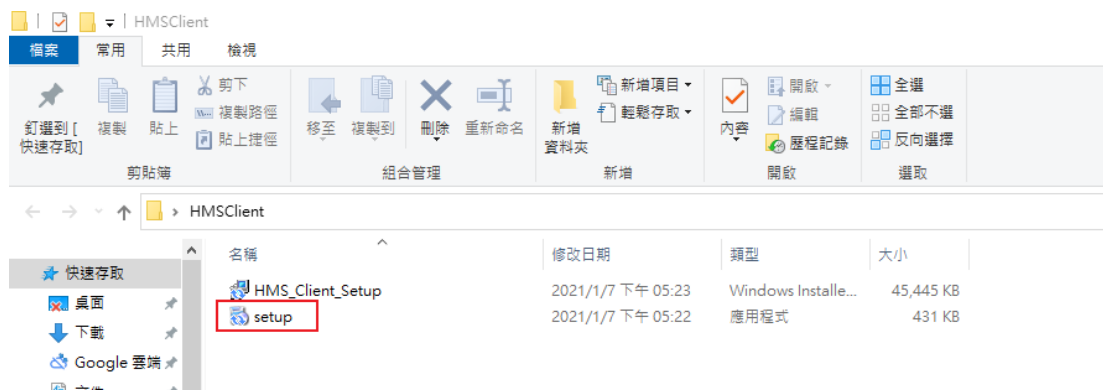 HMSClient
檔案 常用 共用 檢視
釘選到 [快速存取]
複製
貼上
剪下
複製路徑
貼上捷徑
剪貼簿
移至
複製到
刪除
重新命名
組合管理
新增資料夾
新增項目
輕鬆存取
新增
內容
開啟
編輯
歷程記錄
開啟
全選
全部不選
反向選擇
選取
HMSClient
快速存取
桌面
下載
Google 雲端
文件
名稱 修改日期 類型 大小
HMS_Client_Setup 2021/1/7 下午 05:23 Windows Installe... 45,445 KB
setup 2021/1/7 下午 05:22 應用程式 431 KB